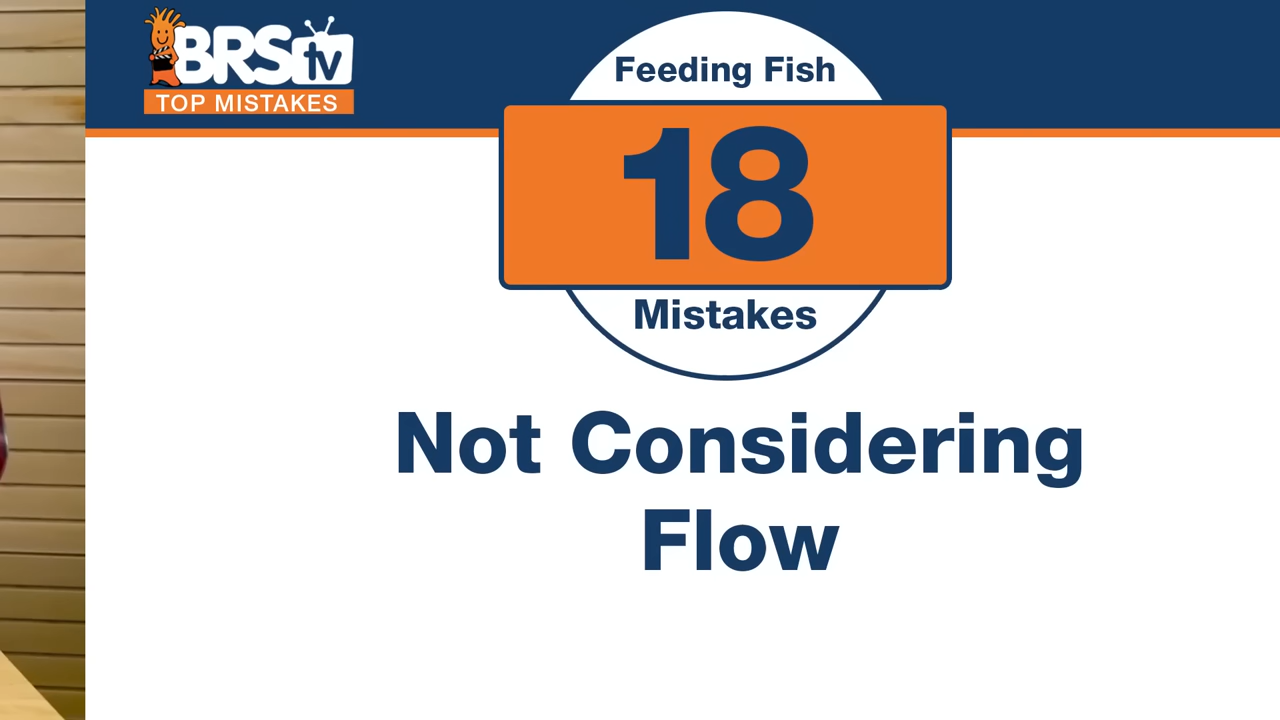 BRStv
TOP MISTAKES
Feeding Fish
18
Mistakes
Not Considering
Flow